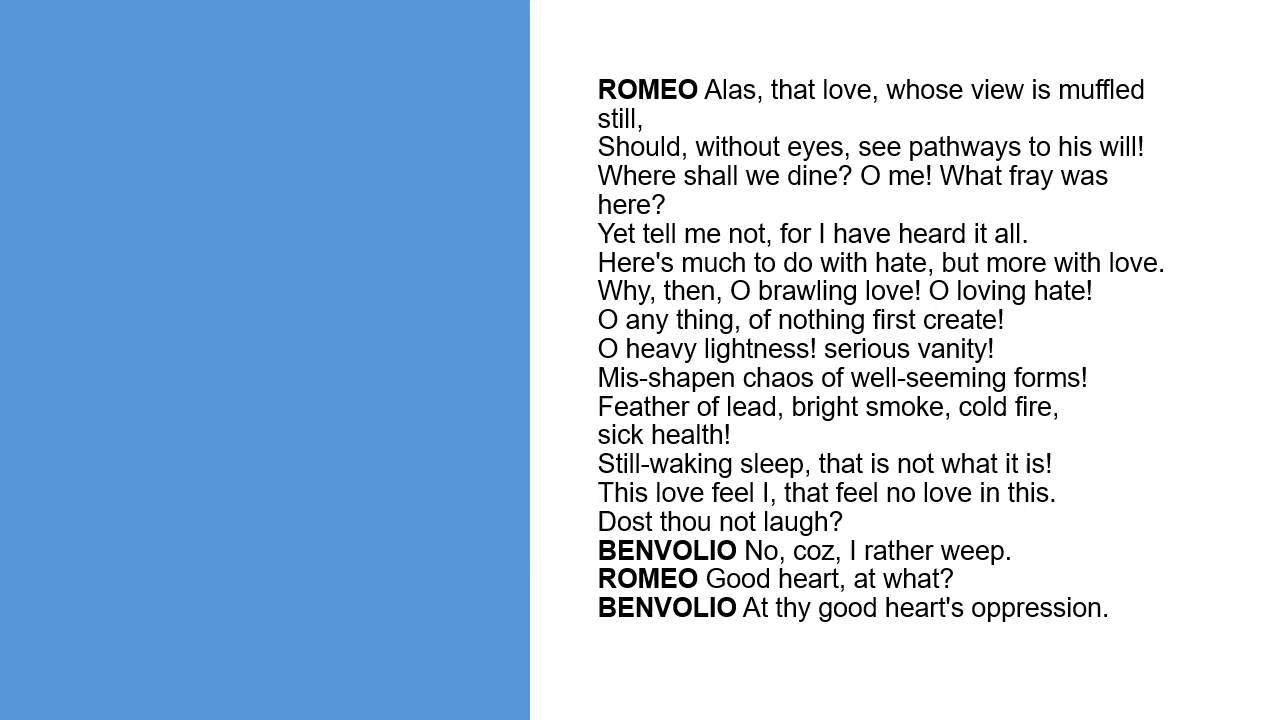 ROMEO Alas, that love, whose view is muffled
still,
Should, without eyes, see pathways to his will!
Where shall we dine? O me! What fray was
here?
Yet tell me not, for I have heard it all.
Here's much to do with hate, but more with love.
Why, then, O brawling love! O loving hate!
O any thing, of nothing first create!
O heavy lightness! serious vanity!
Mis-shapen chaos of well-seeming forms!
Feather of lead, bright smoke, cold fire,
sick health!
Still-waking sleep, that is not what it is!
This love feel I, that feel no love in this.
Dost thou not laugh?
BENVOLIO No, coz, I rather weep.
ROMEO Good heart, at what?
BENVOLIO At thy good heart's oppression.